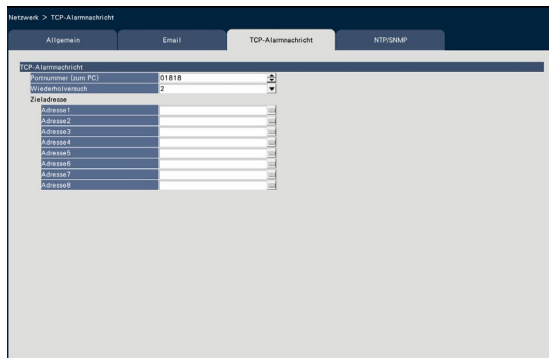 Netzwerk > TCP-Alarmnachricht
Allgemein Email TCP-Alarmnachricht NTP/SNMP
TCP-Alarmnachricht
Portnummer (zum PC) 01818
Wiederholversuch 2
Zieladresse
Adresse1
Adresse2
Adresse3
Adresse4
Adresse5
Adresse6
Adresse7
Adresse8